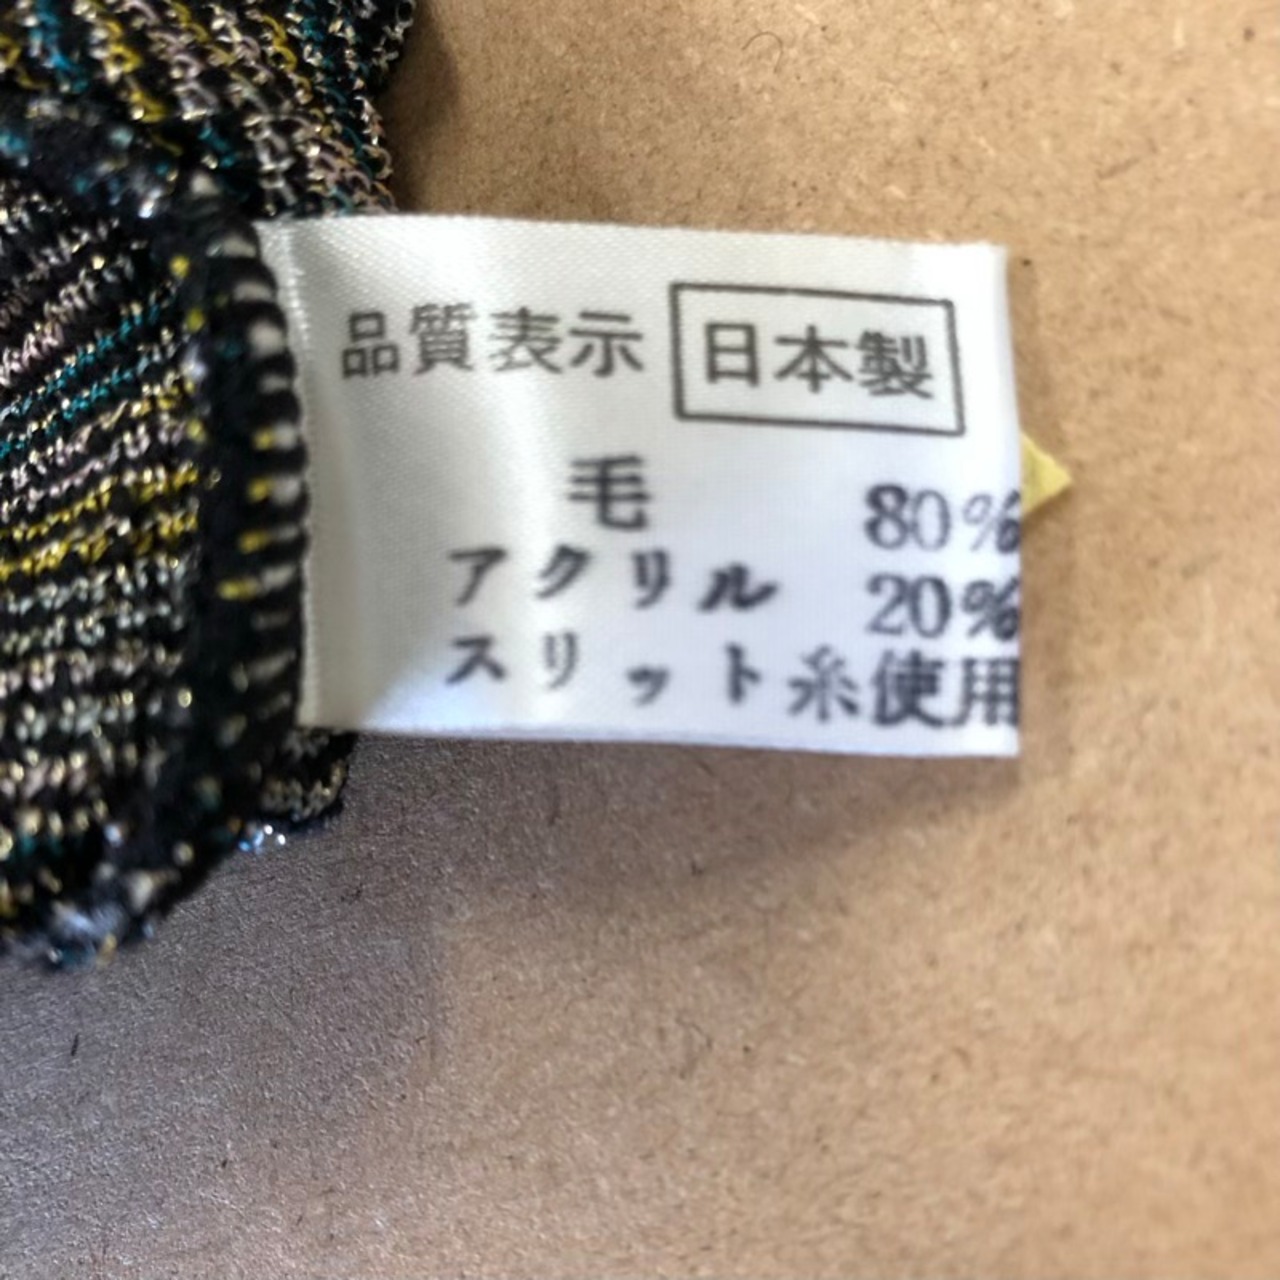 品質表示 日本製
毛 80%
アクリル 20%
スリット糸使用